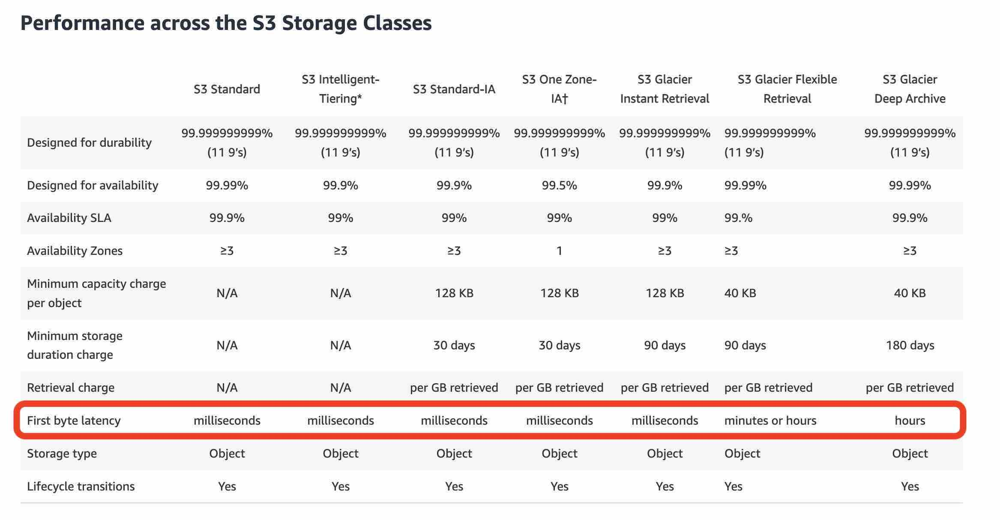 Performance across the S3 Storage Classes
S3 Standard S3 Intelligent-Tiering* S3 Standard-IA S3 One Zone-IA† S3 Glacier Instant Retrieval S3 Glacier Flexible Retrieval S3 Glacier Deep Archive
Designed for durability 99.999999999% (11 9’s) 99.999999999% (11 9’s) 99.999999999% (11 9’s) 99.999999999% (11 9’s) 99.999999999% (11 9’s) 99.999999999% (11 9’s) 99.999999999% (11 9’s)
Designed for availability 99.99% 99.9% 99.9% 99.5% 99.9% 99.99% 99.99%
Availability SLA 99.9% 99% 99% 99% 99% 99.% 99.9%
Availability Zones ≥3 ≥3 ≥3 1 ≥3 ≥3 ≥3
Minimum capacity charge per object N/A N/A 128 KB 128 KB 128 KB 40 KB 40 KB
Minimum storage duration charge N/A N/A 30 days 30 days 90 days 90 days 180 days
Retrieval charge N/A N/A per GB retrieved per GB retrieved per GB retrieved per GB retrieved per GB retrieved
First byte latency milliseconds milliseconds milliseconds milliseconds milliseconds minutes or hours hours
Storage type Object Object Object Object Object Object Object
Lifecycle transitions Yes Yes Yes Yes Yes Yes Yes